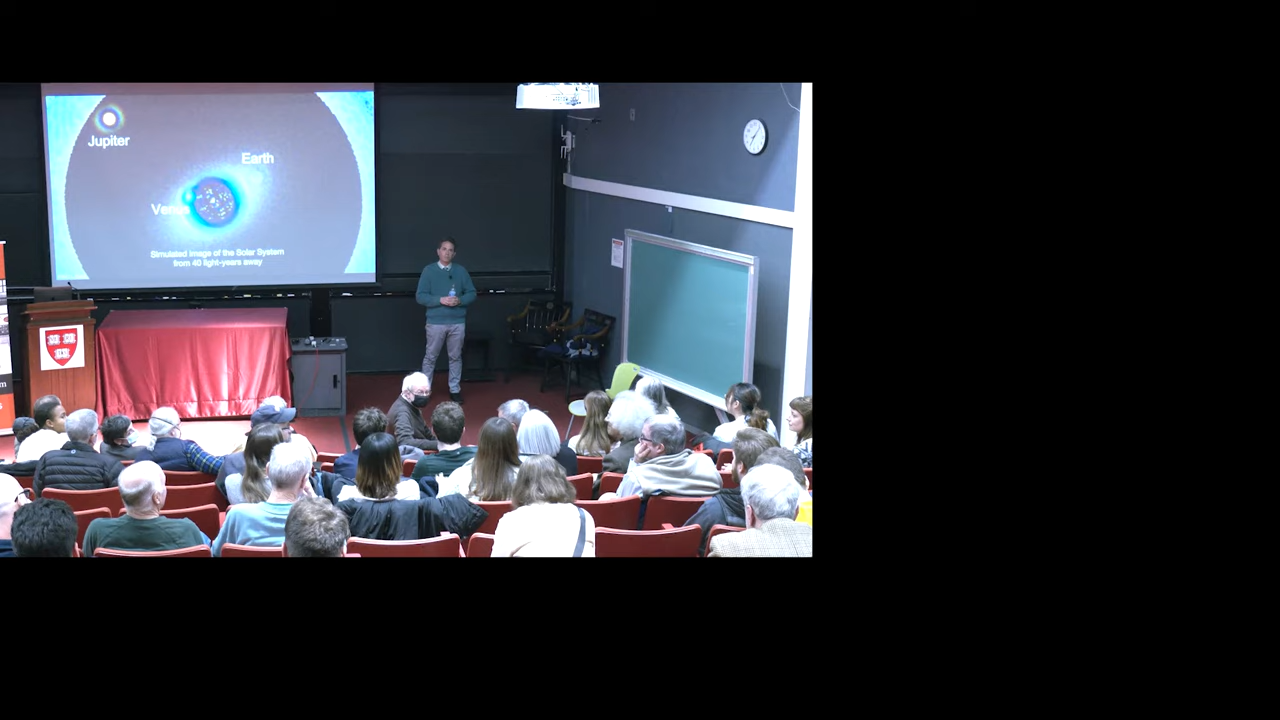 Jupiter
Earth
Venus
Simulated image of the Solar System
from 40 light-years away